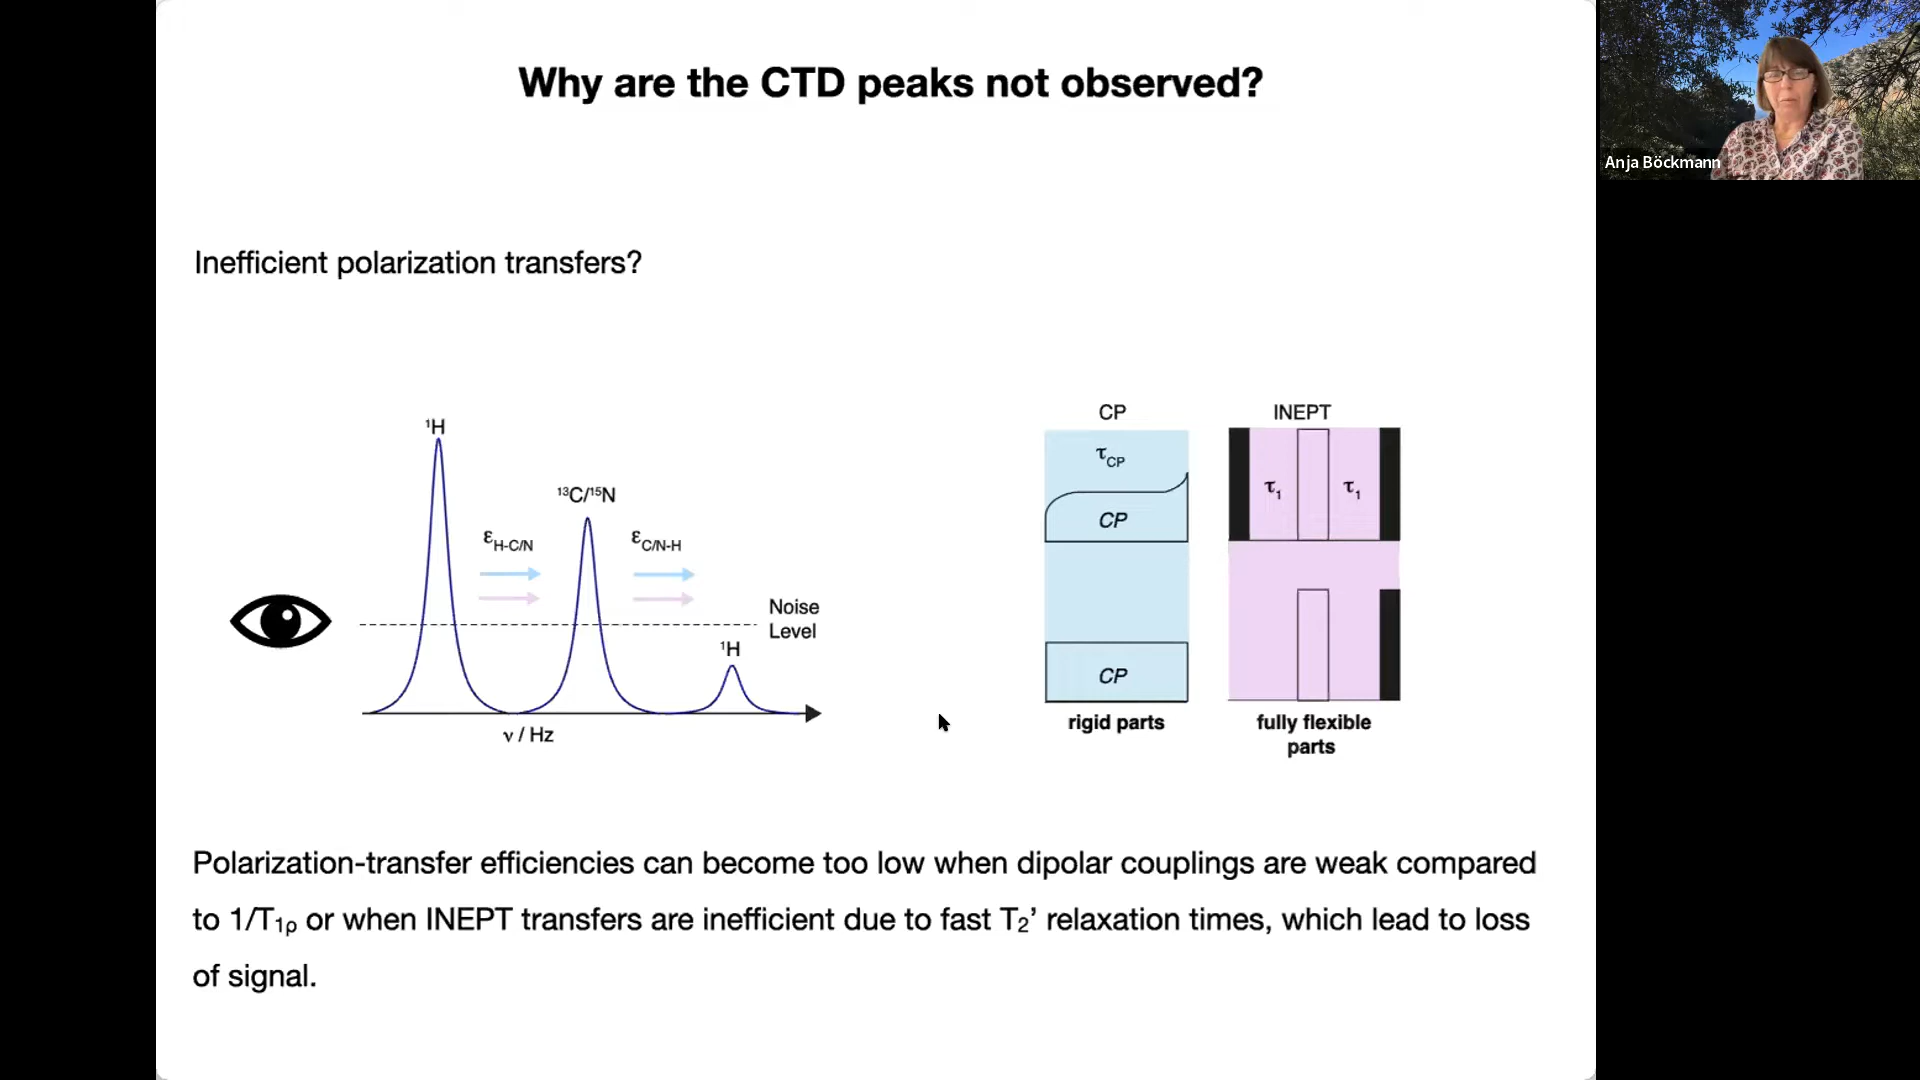 Why are the CTD peaks not observed?
Anja Böckmann
Inefficient polarization transfers?
¹H
¹³C/¹⁵N
εH-C/N
εC/N-H
Noise
Level
¹H
ν / Hz
CP
τCP
CP
CP
rigid parts
INEPT
τ₁
τ₁
fully flexible
parts
Polarization-transfer efficiencies can become too low when dipolar couplings are weak compared
to 1/T₁ᵨ or when INEPT transfers are inefficient due to fast T₂’ relaxation times, which lead to loss
of signal.